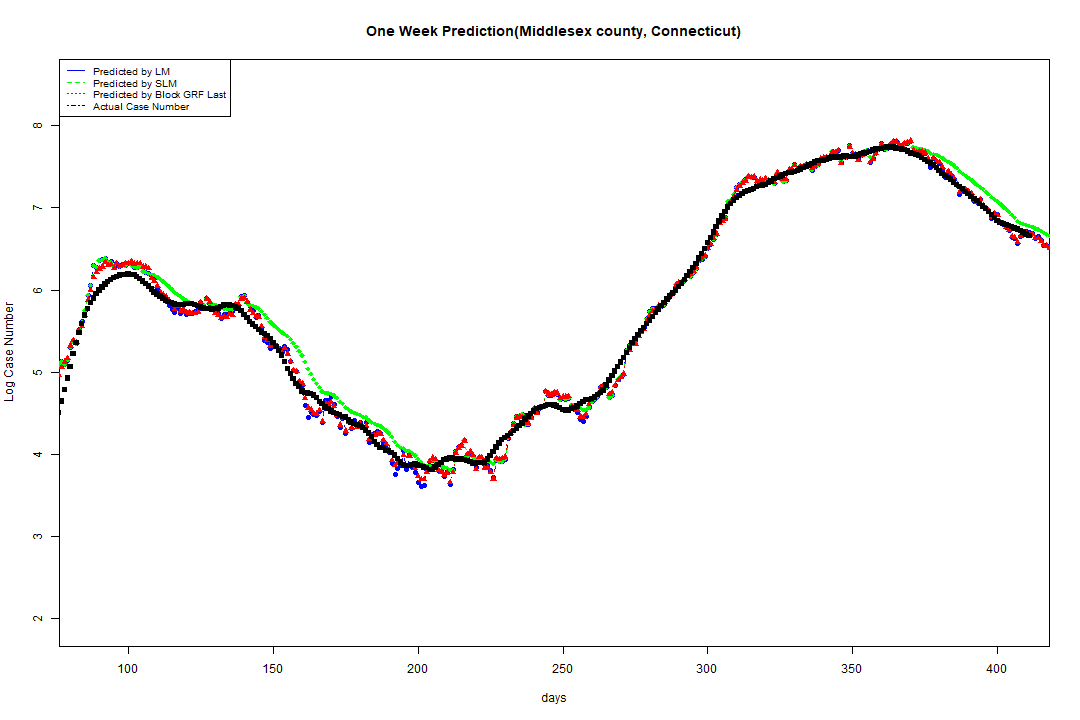 One Week Prediction(Middlesex county, Connecticut)
Predicted by LM
Predicted by SLM
Predicted by Block GRF Last
Actual Case Number
8
7
6
5
4
3
2
Log Case Number
100 150 200 250 300 350 400
days